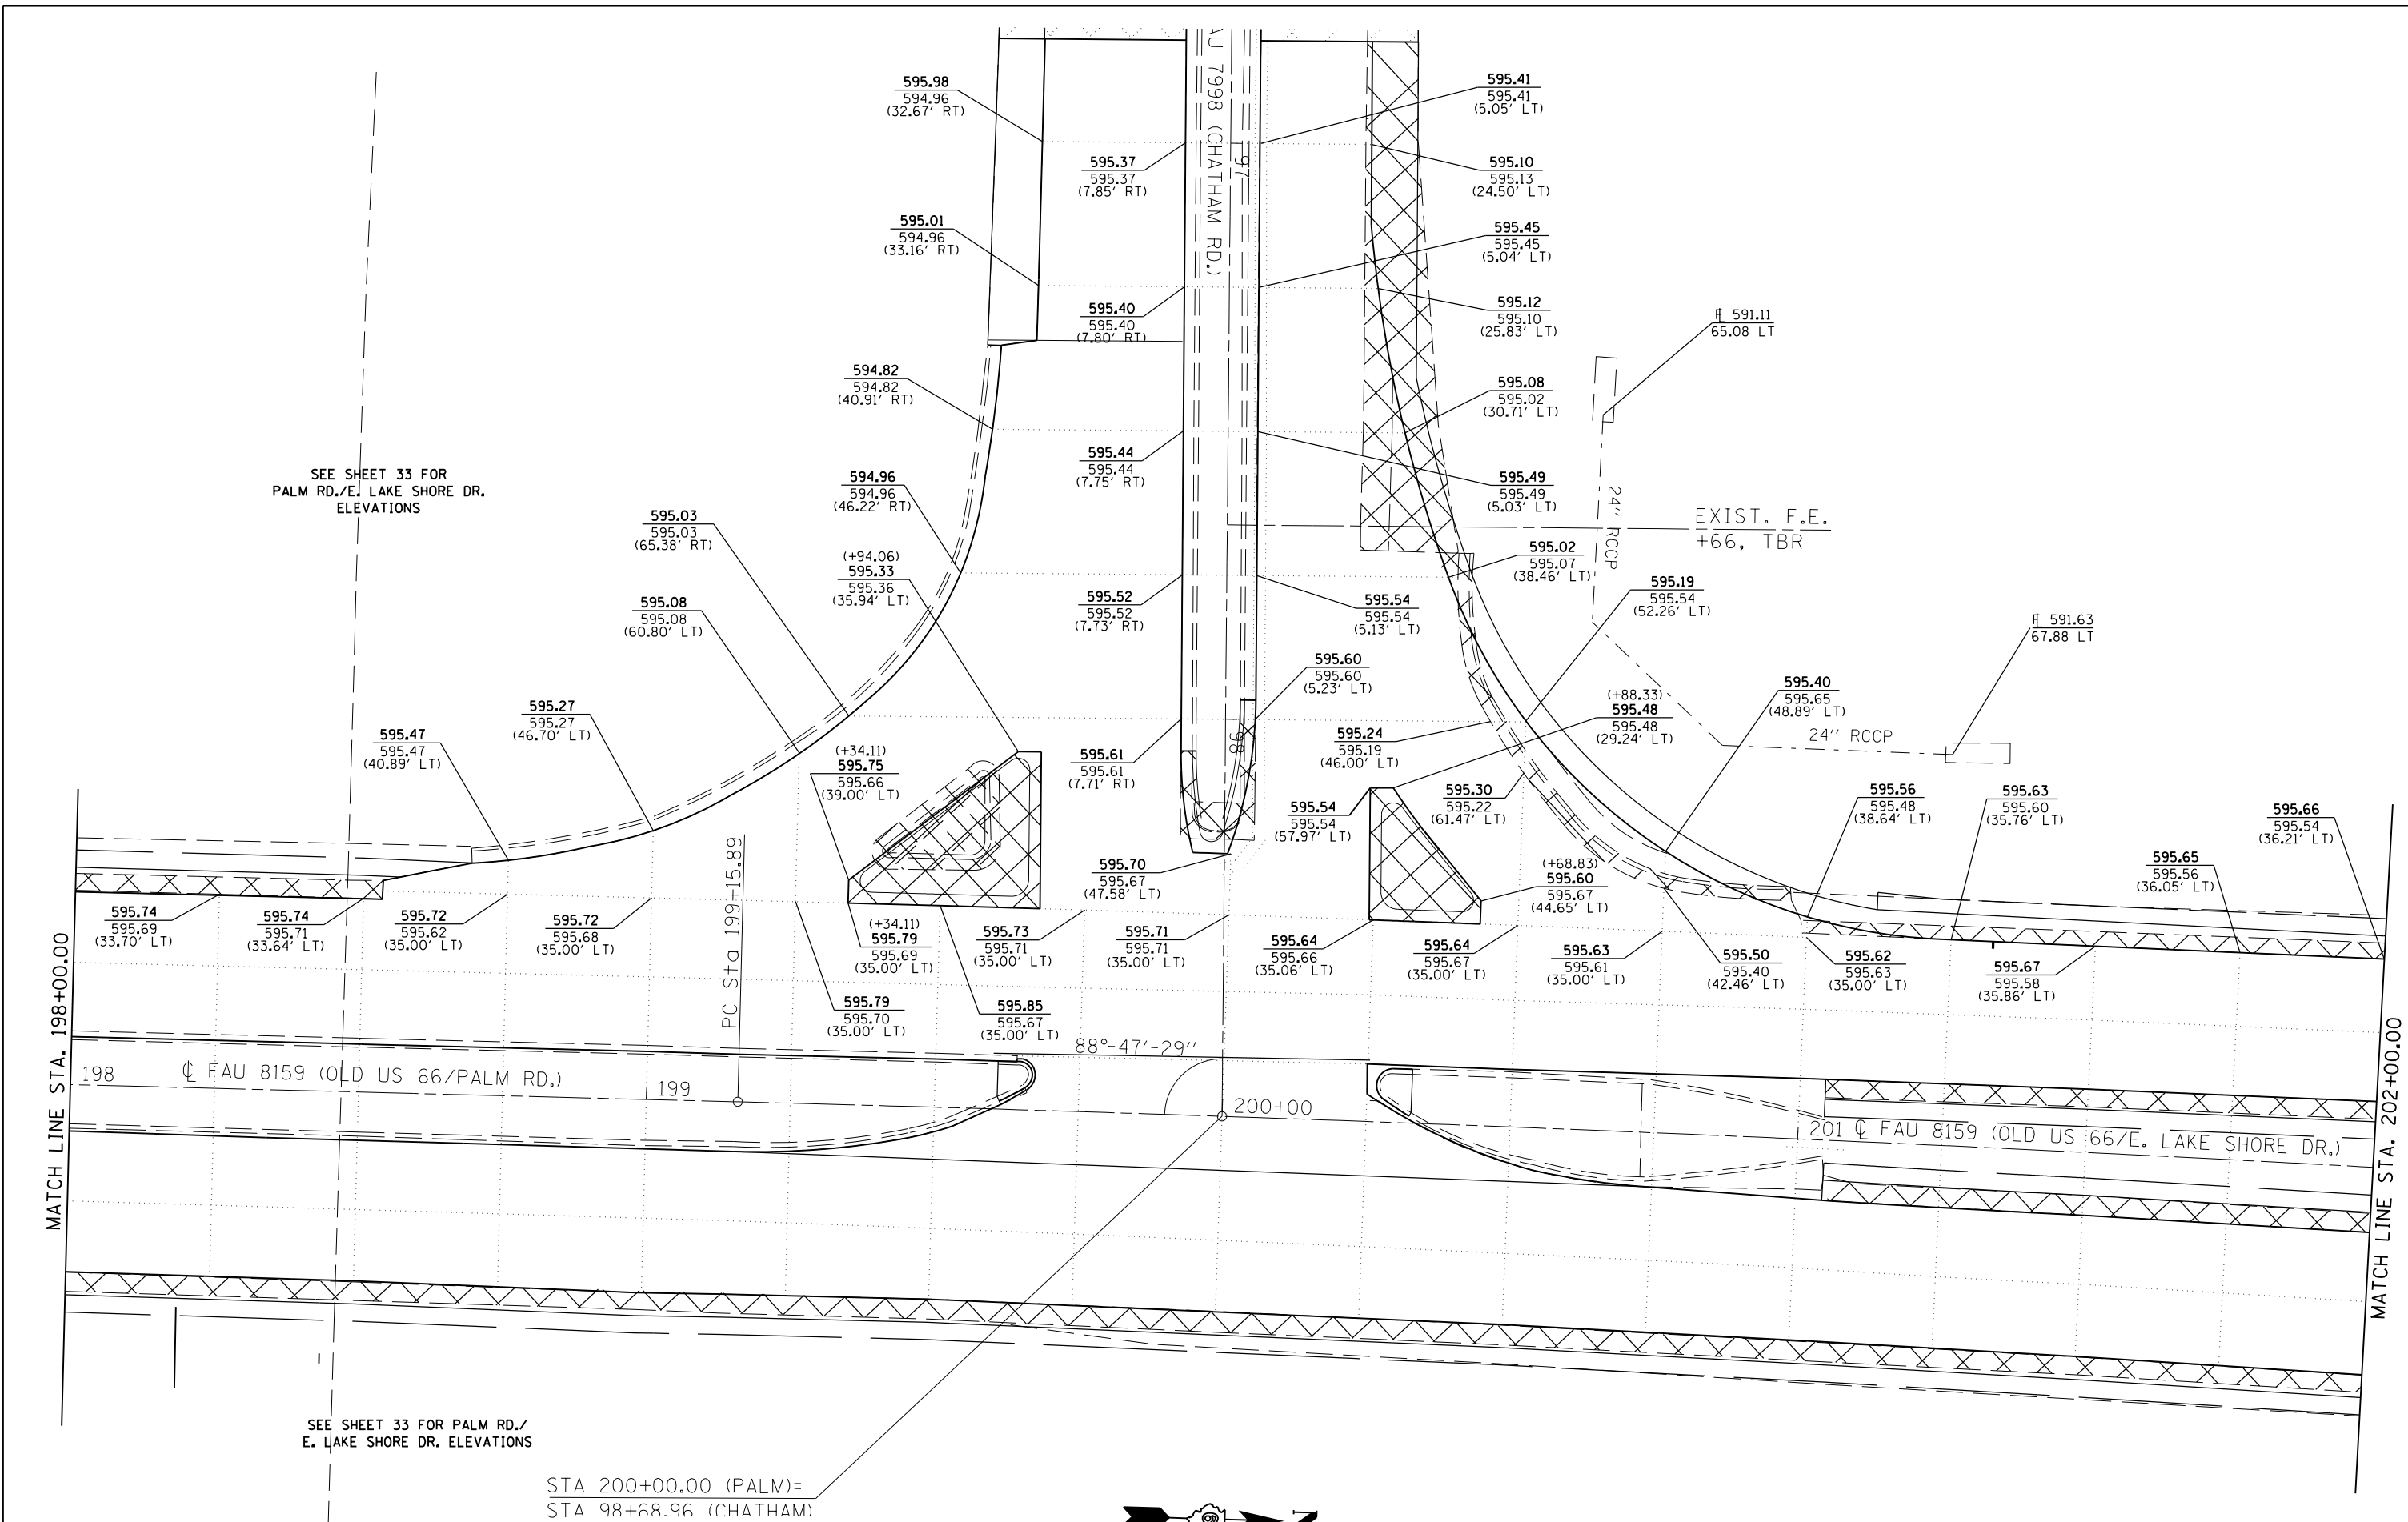 595.98
594.96
(32.67' RT)
595.37
595.37
(7.85' RT)
AU 7998 (CHATHAM RD.)
97
595.41
595.41
(5.05' LT)
595.10
595.13
(24.50' LT)
595.01
594.96
(33.16' RT)
595.45
595.45
(5.04' LT)
595.40
595.40
(7.80' RT)
595.12
595.10
(25.83' LT)
FL 591.11
65.08 LT
594.82
594.82
(40.91' RT)
595.08
595.02
(30.71' LT)
595.44
595.44
(7.75' RT)
SEE SHEET 33 FOR
PALM RD./E. LAKE SHORE DR.
ELEVATIONS
594.96
594.96
(46.22' RT)
595.49
595.49
(5.03' LT)
24" RCCP
EXIST. F.E.
+66, TBR
595.03
595.03
(65.38' RT)
(+94.06)
595.33
595.36
(35.94' LT)
595.02
595.07
(38.46' LT)
595.19
595.54
(52.26' LT)
595.08
595.08
(60.80' LT)
595.52
595.52
(7.73' RT)
595.54
595.54
(5.13' LT)
FL 591.63
67.88 LT
595.60
595.60
(5.23' LT)
595.40
595.65
(48.89' LT)
(+88.33)
595.48
595.48
(29.24' LT)
24" RCCP
595.27
595.27
(46.70' LT)
595.47
595.47
(40.89' LT)
(+34.11)
595.75
595.66
(39.00' LT)
595.61
595.61
(7.71' RT)
98
595.24
595.19
(46.00' LT)
595.54
595.54
(57.97' LT)
595.30
595.22
(61.47' LT)
595.56
595.48
(38.64' LT)
595.63
595.60
(35.76' LT)
595.66
595.54
(36.21' LT)
PC Sta 199+15.89
595.70
595.67
(47.58' LT)
(+68.83)
595.60
595.67
(44.65' LT)
595.65
595.56
(36.05' LT)
595.74
595.69
(33.70' LT)
595.74
595.71
(33.64' LT)
595.72
595.62
(35.00' LT)
595.72
595.68
(35.00' LT)
(+34.11)
595.79
595.69
(35.00' LT)
595.73
595.71
(35.00' LT)
595.71
595.71
(35.00' LT)
595.64
595.66
(35.06' LT)
595.64
595.67
(35.00' LT)
595.63
595.61
(35.00' LT)
595.50
595.40
(42.46' LT)
595.62
595.63
(35.00' LT)
595.67
595.58
(35.86' LT)
595.79
595.70
(35.00' LT)
595.85
595.67
(35.00' LT)
MATCH LINE STA. 198+00.00
88°-47'-29"
198
℄ FAU 8159 (OLD US 66/PALM RD.)
199
200+00
201 ℄ FAU 8159 (OLD US 66/E. LAKE SHORE DR.)
MATCH LINE STA. 202+00.00
SEE SHEET 33 FOR PALM RD./
E. LAKE SHORE DR. ELEVATIONS
STA 200+00.00 (PALM)=
STA 98+68.96 (CHATHAM)
N